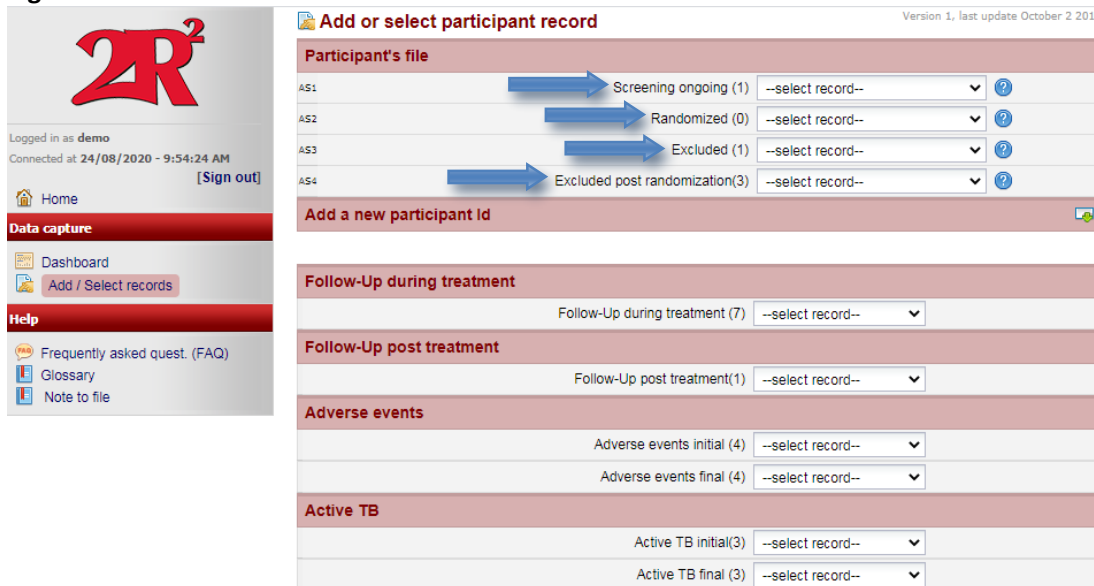 2R²
Logged in as demo
Connected at 24/08/2020 - 9:54:24 AM
[Sign out]
Home
Data capture
Dashboard
Add / Select records
Help
Frequently asked quest. (FAQ)
Glossary
Note to file
Add or select participant record
Version 1, last update October 2 201
Participant's file
AS1 Screening ongoing (1) --select record--
AS2 Randomized (0) --select record--
AS3 Excluded (1) --select record--
AS4 Excluded post randomization(3) --select record--
Add a new participant Id
Follow-Up during treatment
Follow-Up during treatment (7) --select record--
Follow-Up post treatment
Follow-Up post treatment(1) --select record--
Adverse events
Adverse events initial (4) --select record--
Adverse events final (4) --select record--
Active TB
Active TB initial(3) --select record--
Active TB final (3) --select record--